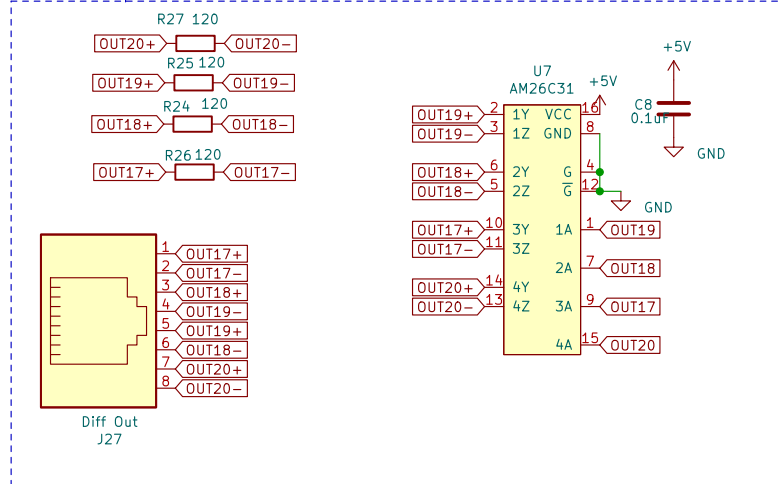 R27 120
OUT20+ OUT20-
R25 120
OUT19+ OUT19-
R24 120
OUT18+ OUT18-
R26 120
OUT17+ OUT17-
U7
AM26C31
+5V
+5V
C8
0.1uF
GND
OUT19+ 2 1Y VCC 16
OUT19- 3 1Z GND 8
OUT18+ 6 2Y G 4
OUT18- 5 2Z G 12
GND
OUT17+ 10 3Y 1A 1 OUT19
OUT17- 11 3Z
2A 7 OUT18
OUT20+ 14 4Y
OUT20- 13 4Z 3A 9 OUT17
4A 15 OUT20
1 OUT17+
2 OUT17-
3 OUT18+
4 OUT19-
5 OUT19+
6 OUT18-
7 OUT20+
8 OUT20-
Diff Out
J27